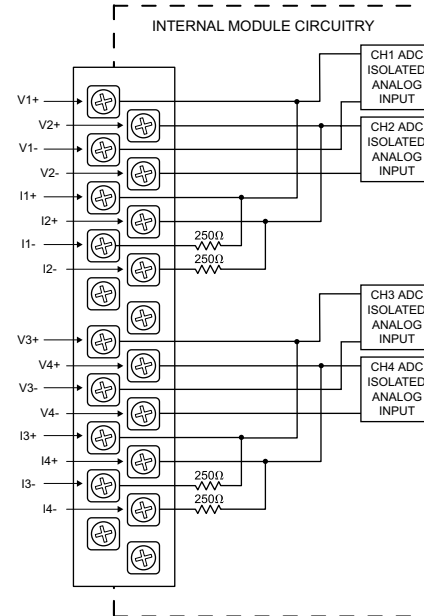 INTERNAL MODULE CIRCUITRY
CH1 ADC
ISOLATED
ANALOG
INPUT
V1+
V2+
CH2 ADC
ISOLATED
ANALOG
INPUT
V1-
V2-
I1+
I2+
250Ω
I1-
250Ω
I2-
CH3 ADC
ISOLATED
ANALOG
INPUT
V3+
V4+
CH4 ADC
ISOLATED
ANALOG
INPUT
V3-
V4-
I3+
I4+
250Ω
I3-
250Ω
I4-